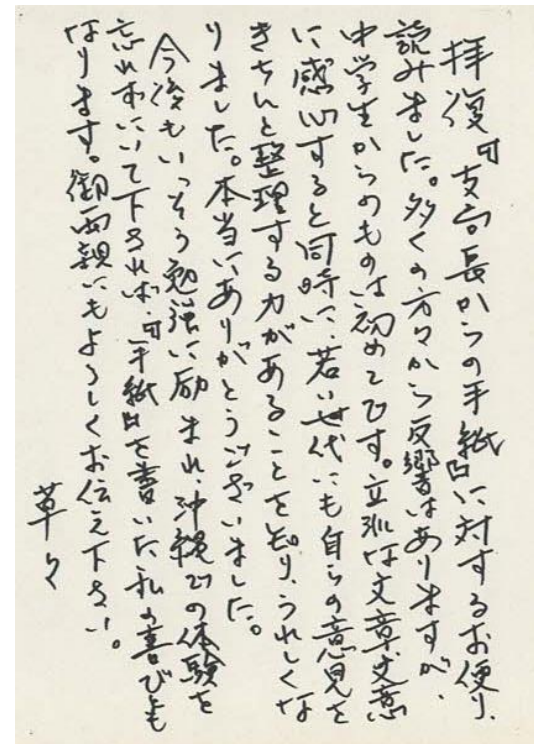 拝復『支店長からの手紙』に対するお便り、
読みました。多くの方々から反響はありますが、
中学生からのものは初めてです。立派な文章、文意
に感心すると同時に、若い世代にも自らの意見を
きちんと整理する力があることを知り、うれしくな
りました。本当にありがとうございました。
今後もいっそう勉強に励まれ、沖縄での体験を
忘れずにいて下されば、『手紙』を書いた私の喜びとも
なります。御両親にもよろしくお伝え下さい。
草々